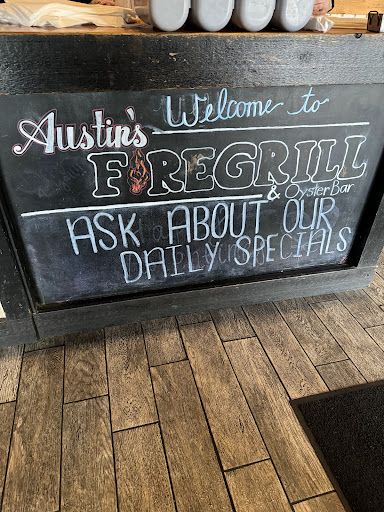 Welcome to
Austin's
FIREGRILL
& Oyster Bar
ASK ABOUT OUR
DAILY SPECIALS